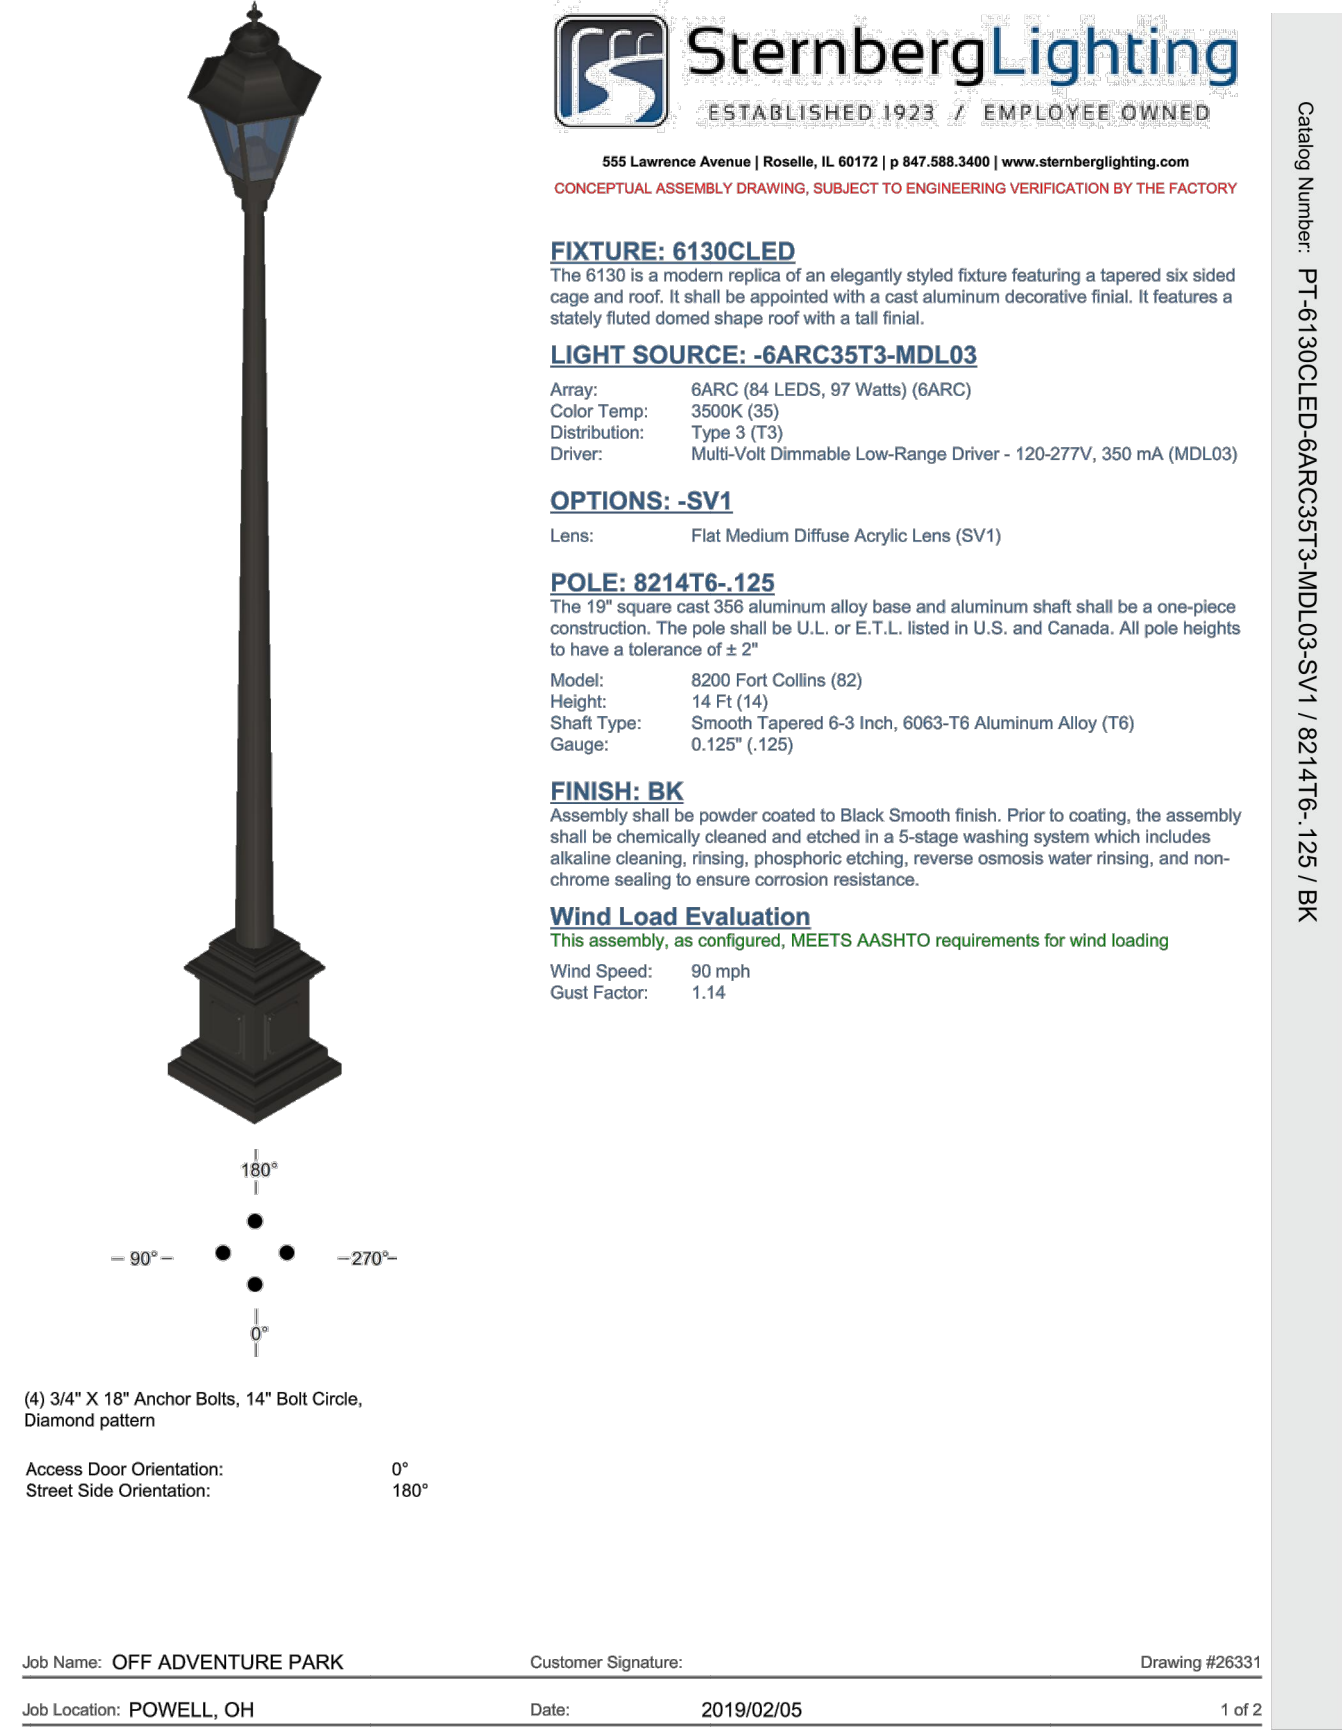 SternbergLighting
ESTABLISHED 1923 / EMPLOYEE OWNED
555 Lawrence Avenue | Roselle, IL 60172 | p 847.588.3400 | www.sternberglighting.com
CONCEPTUAL ASSEMBLY DRAWING, SUBJECT TO ENGINEERING VERIFICATION BY THE FACTORY
FIXTURE: 6130CLED
The 6130 is a modern replica of an elegantly styled fixture featuring a tapered six sided
cage and roof. It shall be appointed with a cast aluminum decorative finial. It features a
stately fluted domed shape roof with a tall finial.
LIGHT SOURCE: -6ARC35T3-MDL03
Array: 6ARC (84 LEDS, 97 Watts) (6ARC)
Color Temp: 3500K (35)
Distribution: Type 3 (T3)
Driver: Multi-Volt Dimmable Low-Range Driver - 120-277V, 350 mA (MDL03)
OPTIONS: -SV1
Lens: Flat Medium Diffuse Acrylic Lens (SV1)
POLE: 8214T6-.125
The 19" square cast 356 aluminum alloy base and aluminum shaft shall be a one-piece
construction. The pole shall be U.L. or E.T.L. listed in U.S. and Canada. All pole heights
to have a tolerance of ± 2"
Model: 8200 Fort Collins (82)
Height: 14 Ft (14)
Shaft Type: Smooth Tapered 6-3 Inch, 6063-T6 Aluminum Alloy (T6)
Gauge: 0.125" (.125)
FINISH: BK
Assembly shall be powder coated to Black Smooth finish. Prior to coating, the assembly
shall be chemically cleaned and etched in a 5-stage washing system which includes
alkaline cleaning, rinsing, phosphoric etching, reverse osmosis water rinsing, and non-
chrome sealing to ensure corrosion resistance.
Wind Load Evaluation
This assembly, as configured, MEETS AASHTO requirements for wind loading
Wind Speed: 90 mph
Gust Factor: 1.14
Catalog Number: PT-6130CLED-6ARC35T3-MDL03-SV1 / 8214T6-.125 / BK
180°
90° 270°
0°
(4) 3/4" X 18" Anchor Bolts, 14" Bolt Circle,
Diamond pattern
Access Door Orientation: 0°
Street Side Orientation: 180°
Job Name: OFF ADVENTURE PARK Customer Signature: Drawing #26331
Job Location: POWELL, OH Date: 2019/02/05 1 of 2